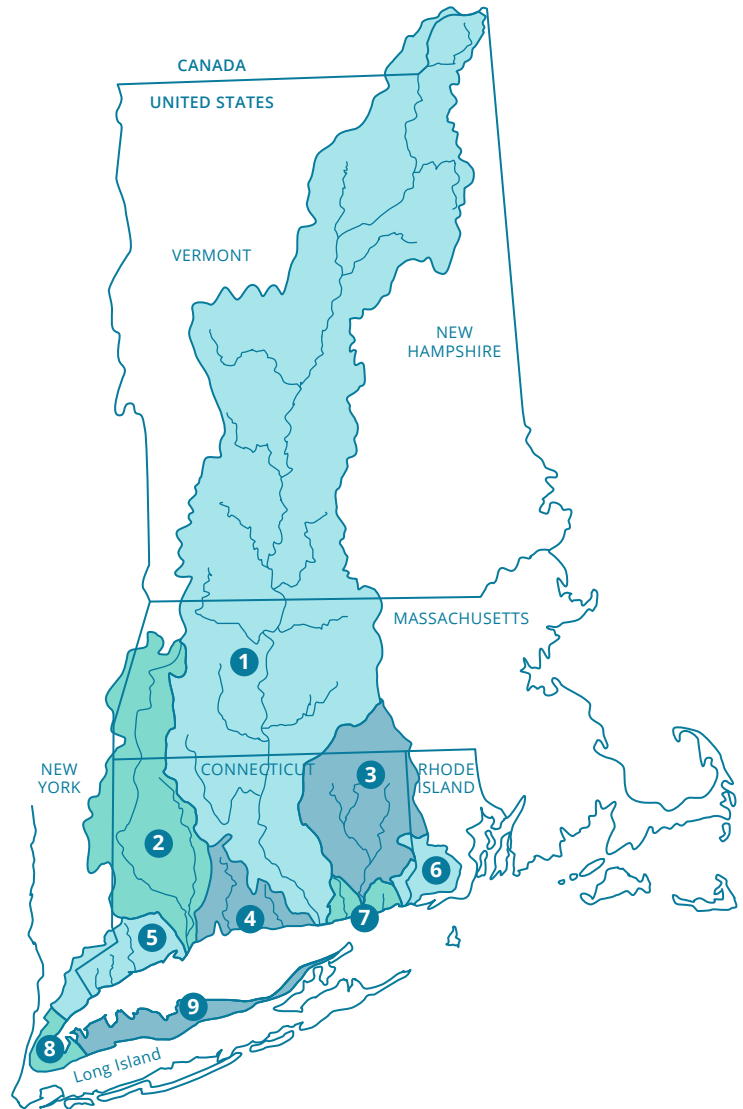 CANADA
UNITED STATES
VERMONT
NEW
HAMPSHIRE
MASSACHUSETTS
1
NEW
YORK
CONNECTICUT
3
RHODE
ISLAND
2
6
4
7
5
9
8
Long Island